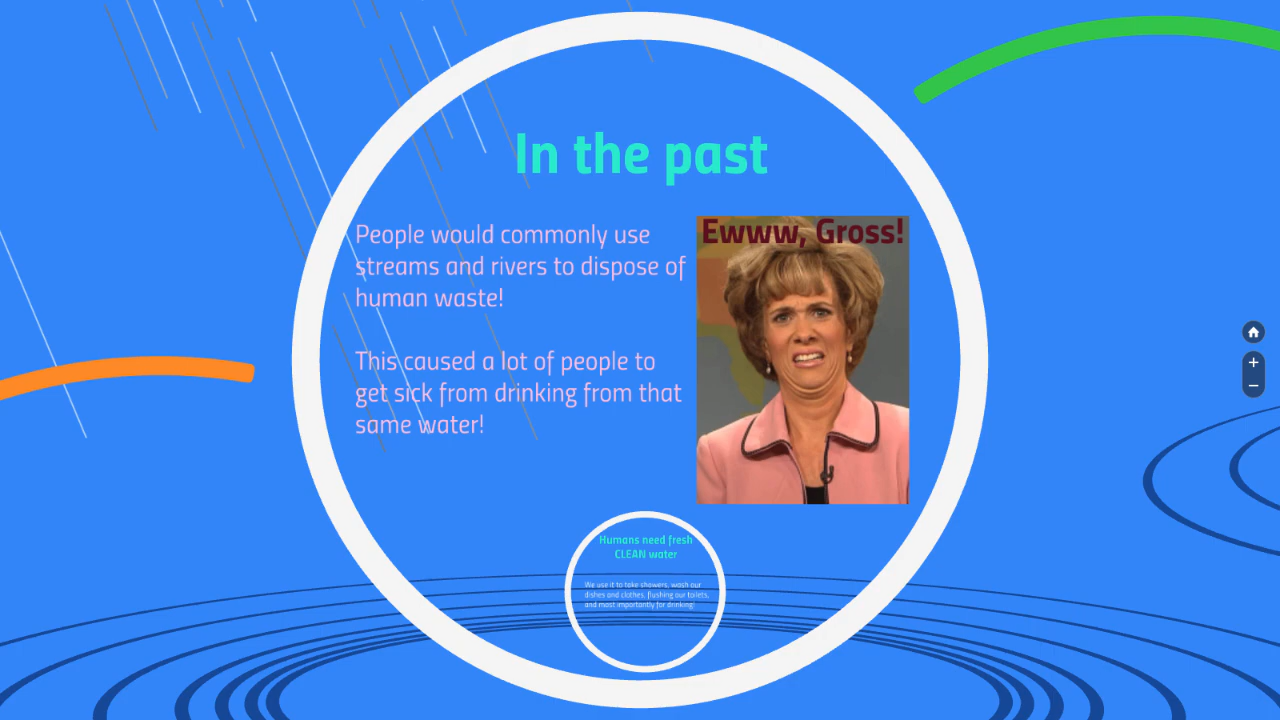 In the past
People would commonly use
streams and rivers to dispose of
human waste!
This caused a lot of people to
get sick from drinking from that
same water!
Ewww, Gross!
Humans need fresh
CLEAN water
We use it to take showers, wash our
dishes and clothes, flushing our toilets,
and most importantly for drinking!